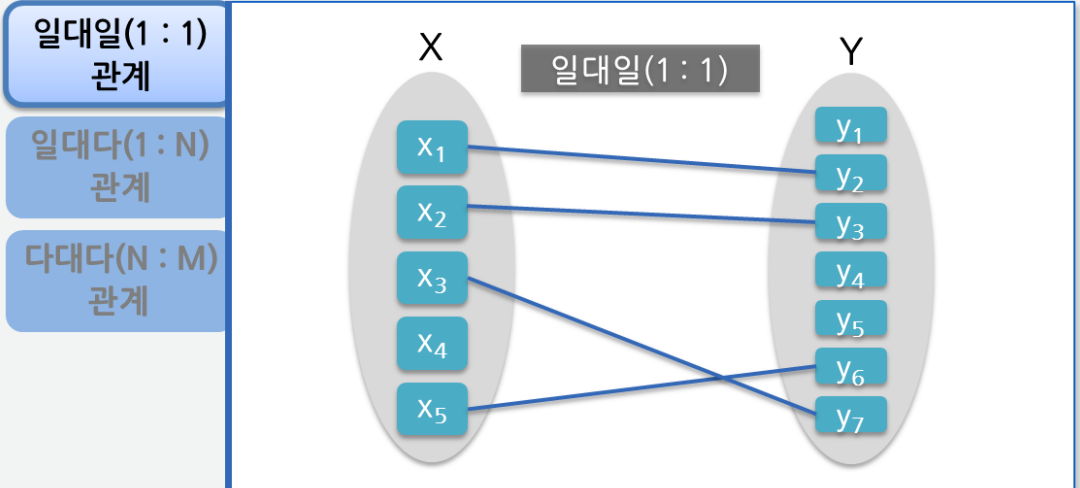 일대일(1 : 1)
관계
일대다(1 : N)
관계
다대다(N : M)
관계
X
일대일(1 : 1)
Y
x₁
x₂
x₃
x₄
x₅
y₁
y₂
y₃
y₄
y₅
y₆
y₇